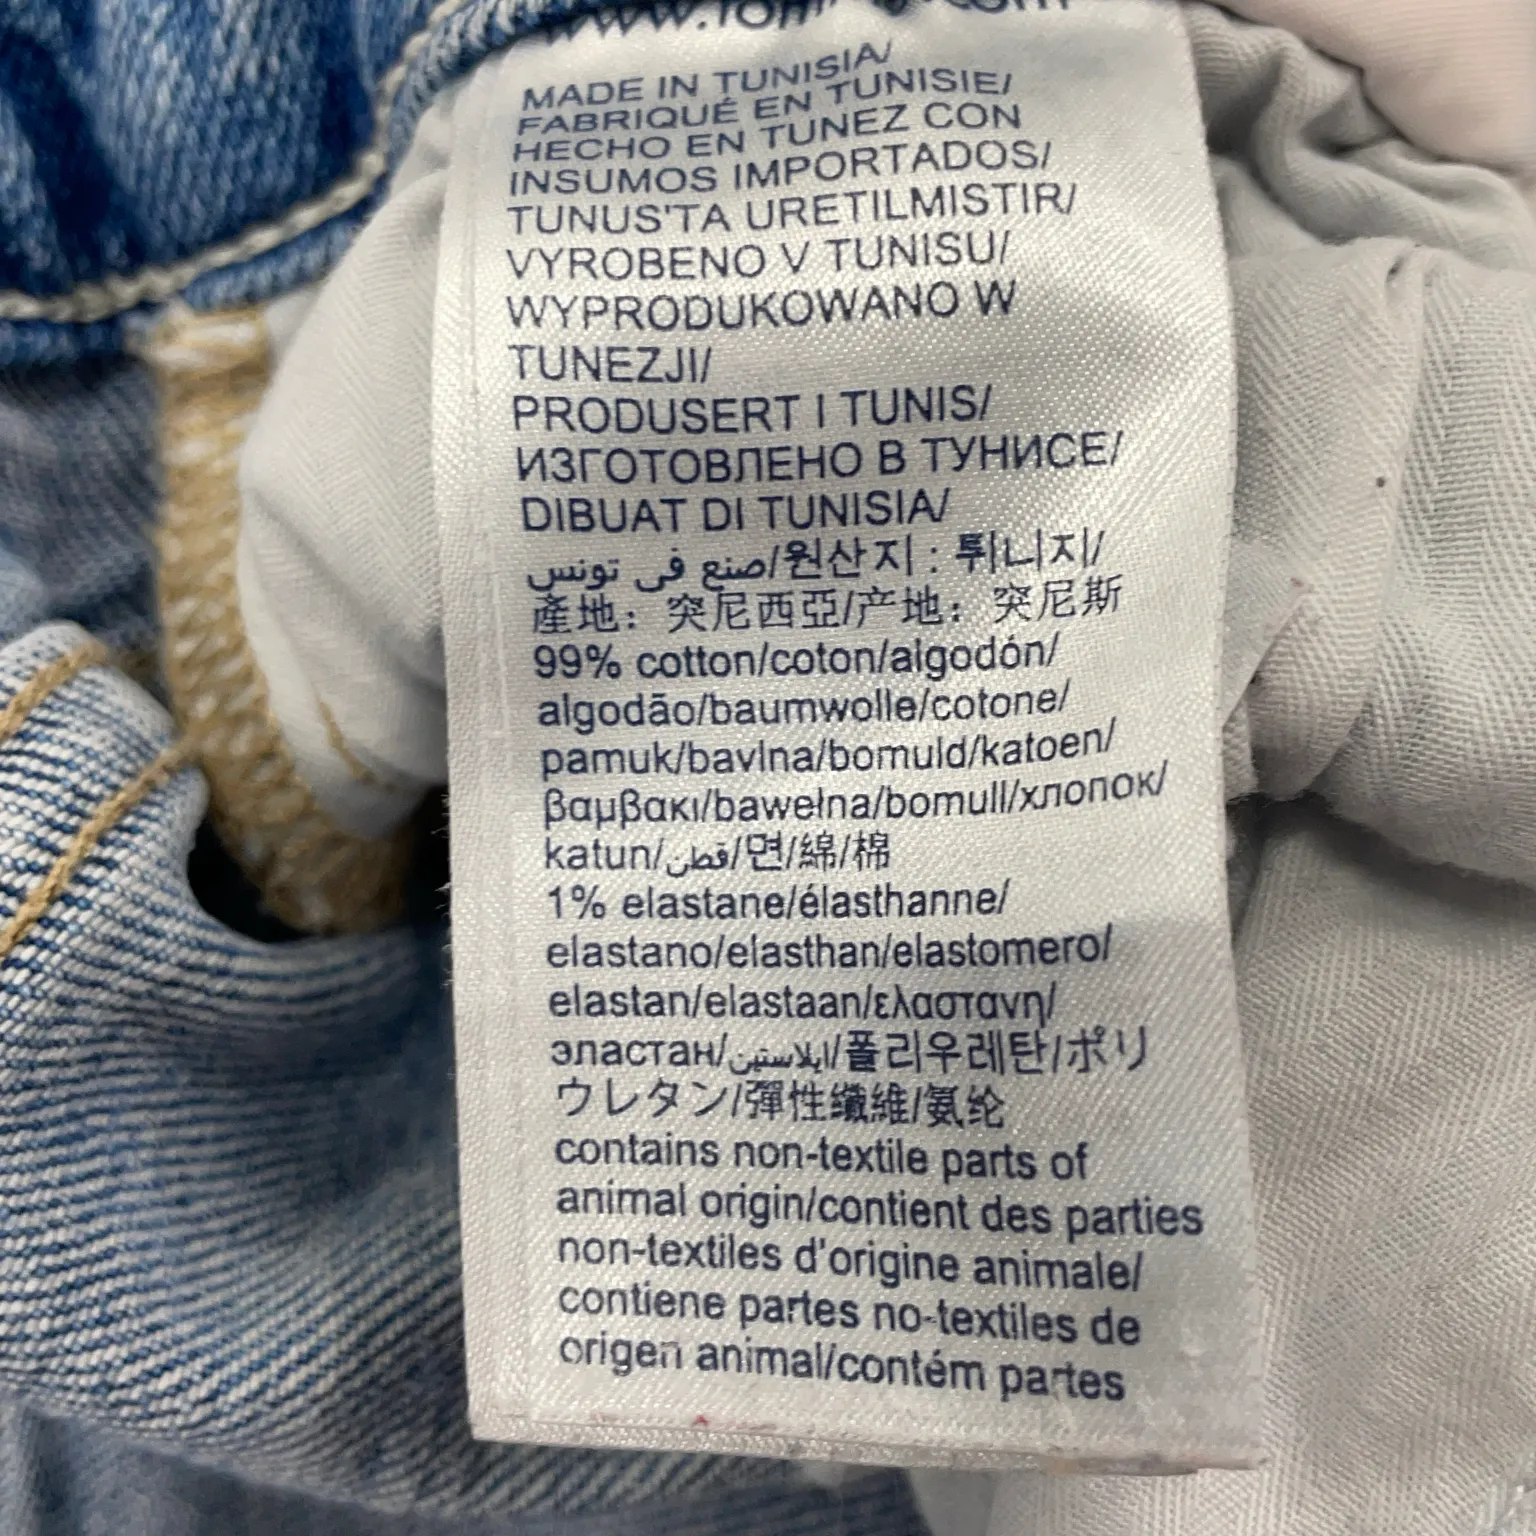 MADE IN TUNISIA/
FABRIQUÉ EN TUNISIE/
HECHO EN TUNEZ CON
INSUMOS IMPORTADOS/
TUNUS'TA URETILMISTIR/
VYROBENO V TUNISU/
WYPRODUKOWANO W
TUNEZJI/
PRODUSERT I TUNIS/
ИЗГОТОВЛЕНО В ТУНИСЕ/
DIBUAT DI TUNISIA/
صنع في تونس/원산지 : 튀니지/
產地：突尼西亞/产地：突尼斯
99% cotton/coton/algodón/
algodão/baumwolle/cotone/
pamuk/bavlna/bomuld/katoen/
βαμβακι/bawełna/bomull/хлопок/
katun/قطن/면/綿/棉
1% elastane/élasthanne/
elastano/elasthan/elastomero/
elastan/elastaan/ελαστανη/
эластан/ايلاستين/폴리우레탄/ポリ
ウレタン/彈性纖維/氨纶
contains non-textile parts of
animal origin/contient des parties
non-textiles d'origine animale/
contiene partes no-textiles de
origen animal/contém partes